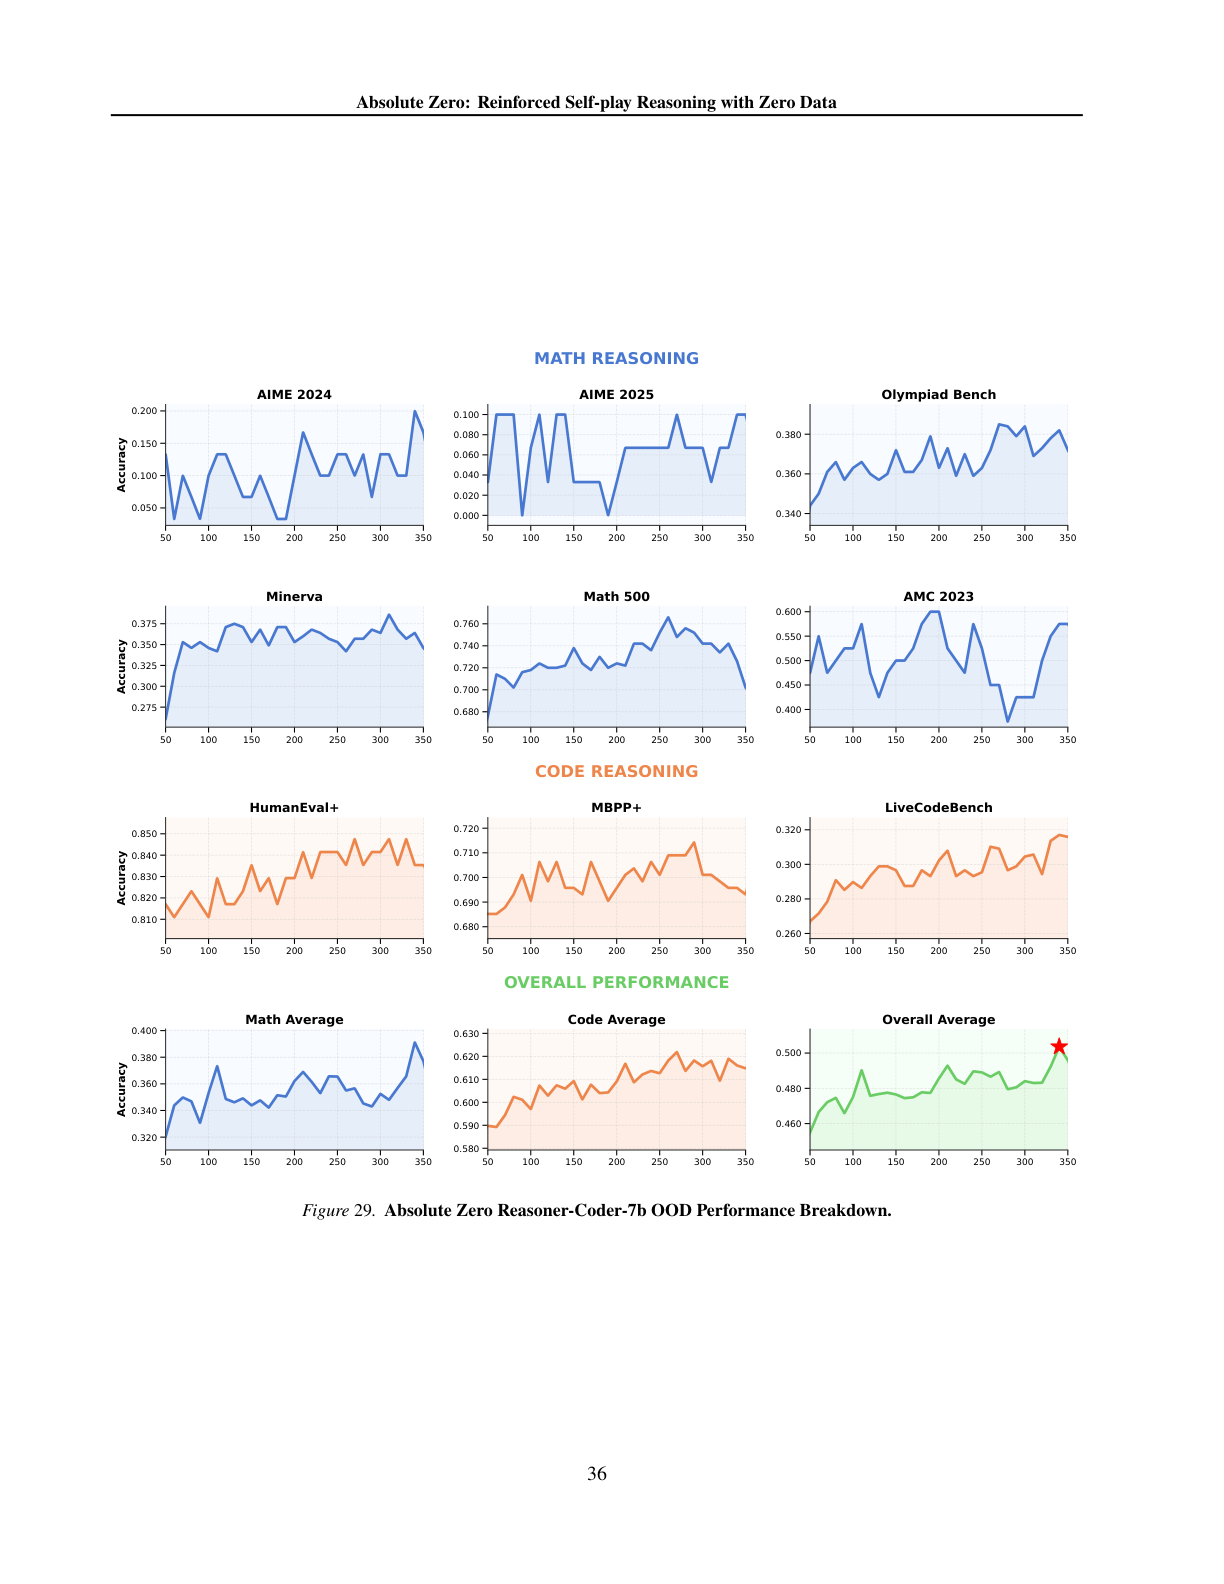 Absolute Zero: Reinforced Self-play Reasoning with Zero Data
MATH REASONING
AIME 2024
Accuracy
0.200
0.150
0.100
0.050
50 100 150 200 250 300 350
AIME 2025
0.100
0.080
0.060
0.040
0.020
0.000
50 100 150 200 250 300 350
Olympiad Bench
0.380
0.360
0.340
50 100 150 200 250 300 350
Minerva
Accuracy
0.375
0.350
0.325
0.300
0.275
50 100 150 200 250 300 350
Math 500
0.760
0.740
0.720
0.700
0.680
50 100 150 200 250 300 350
AMC 2023
0.600
0.550
0.500
0.450
0.400
50 100 150 200 250 300 350
CODE REASONING
HumanEval+
Accuracy
0.850
0.840
0.830
0.820
0.810
50 100 150 200 250 300 350
MBPP+
0.720
0.710
0.700
0.690
0.680
50 100 150 200 250 300 350
LiveCodeBench
0.320
0.300
0.280
0.260
50 100 150 200 250 300 350
OVERALL PERFORMANCE
Math Average
Accuracy
0.400
0.380
0.360
0.340
0.320
50 100 150 200 250 300 350
Code Average
0.630
0.620
0.610
0.600
0.590
0.580
50 100 150 200 250 300 350
Overall Average
0.500
0.480
0.460
50 100 150 200 250 300 350
Figure 29. Absolute Zero Reasoner-Coder-7b OOD Performance Breakdown.
36